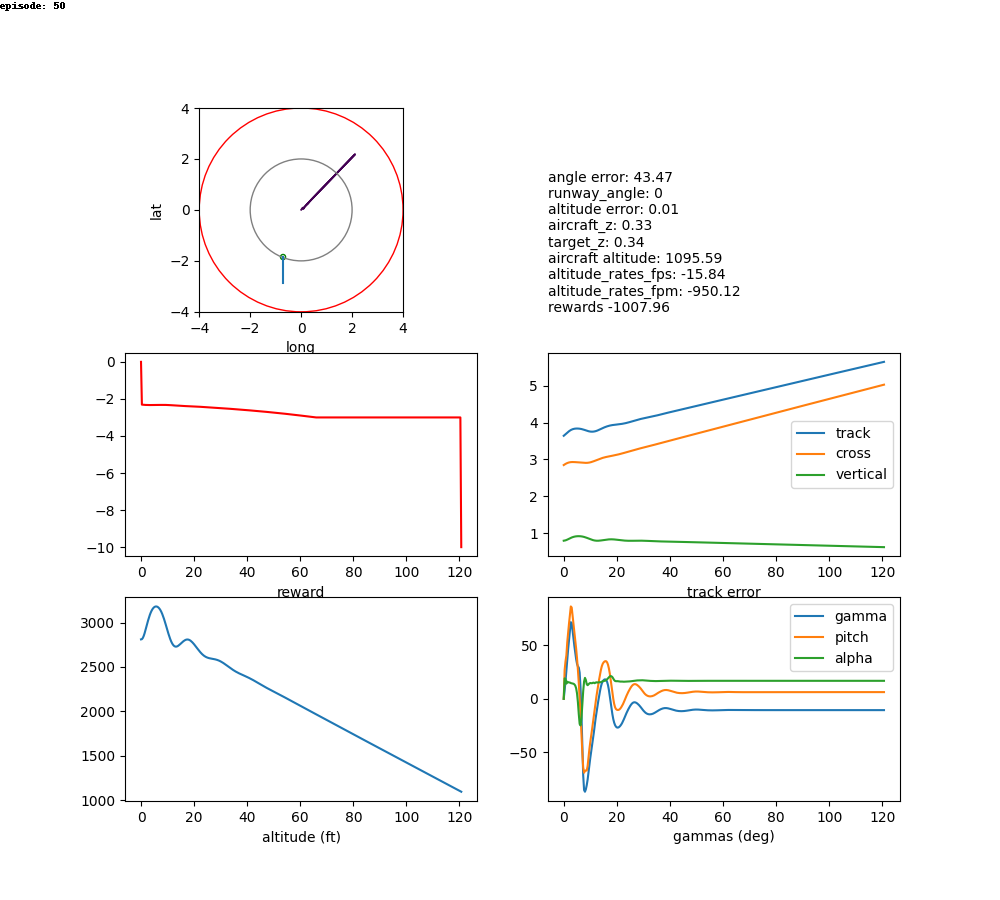 episode: 50
4
2
0
−2
−4
lat
−4 −2 0 2 4
long
angle error: 43.47
runway_angle: 0
altitude error: 0.01
aircraft_z: 0.33
target_z: 0.34
aircraft altitude: 1095.59
altitude_rates_fps: -15.84
altitude_rates_fpm: -950.12
rewards -1007.96
0
−2
−4
−6
−8
−10
0 20 40 60 80 100 120
reward
5
4
3
2
1
track
cross
vertical
0 20 40 60 80 100 120
track error
3000
2500
2000
1500
1000
0 20 40 60 80 100 120
altitude (ft)
50
0
−50
gamma
pitch
alpha
0 20 40 60 80 100 120
gammas (deg)